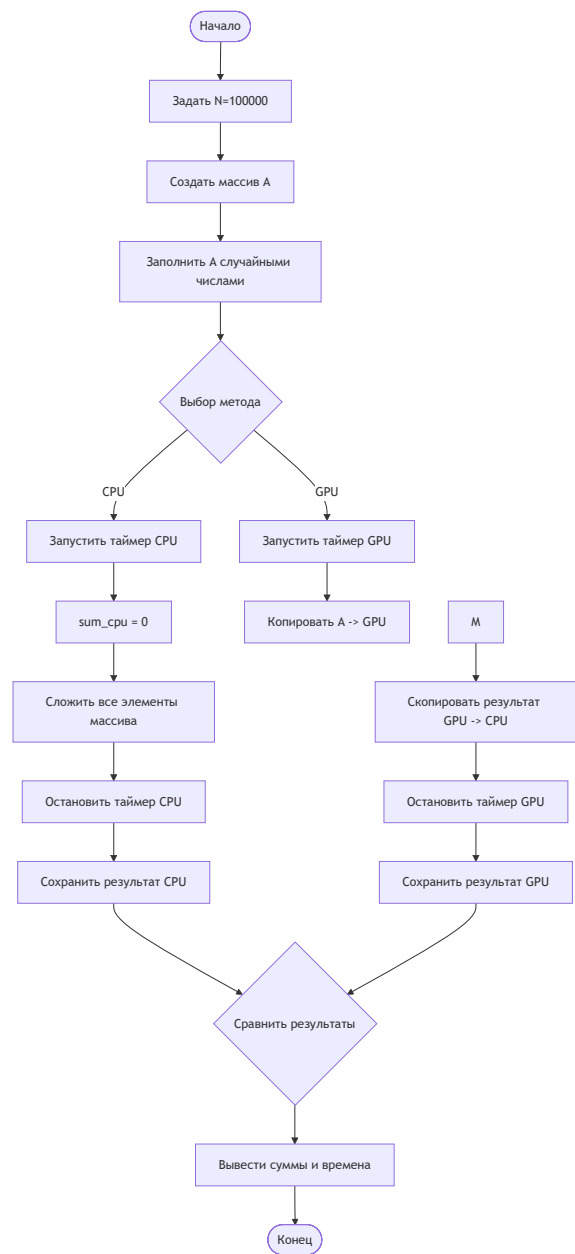 Начало
Задать N=100000
Создать массив A
Заполнить A случайными
числами
Выбор метода
CPU
GPU
Запустить таймер CPU
Запустить таймер GPU
sum_cpu = 0
Копировать A -> GPU
M
Сложить все элементы
массива
Скопировать результат
GPU -> CPU
Остановить таймер CPU
Остановить таймер GPU
Сохранить результат CPU
Сохранить результат GPU
Сравнить результаты
Вывести суммы и времена
Конец